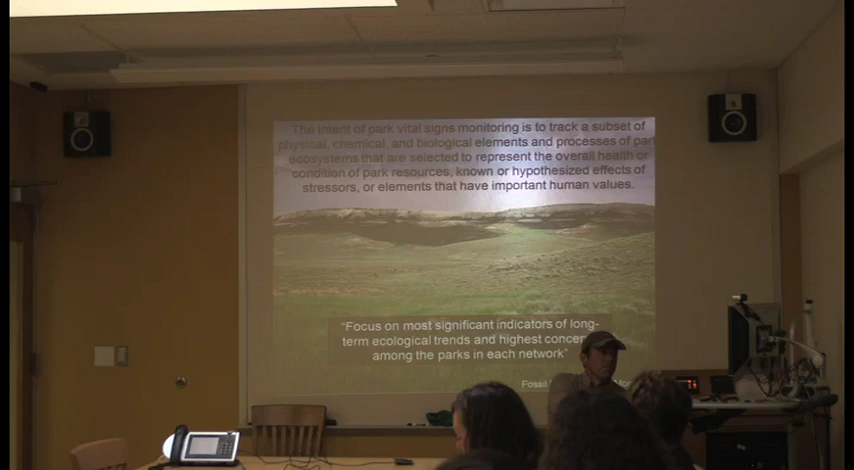 The intent of park vital signs monitoring is to track a subset of
physical, chemical, and biological elements and processes of park
ecosystems that are selected to represent the overall health or
condition of park resources, known or hypothesized effects of
stressors, or elements that have important human values.
"Focus on most significant indicators of long-
term ecological trends and highest concer
among the parks in each network"
Fossil